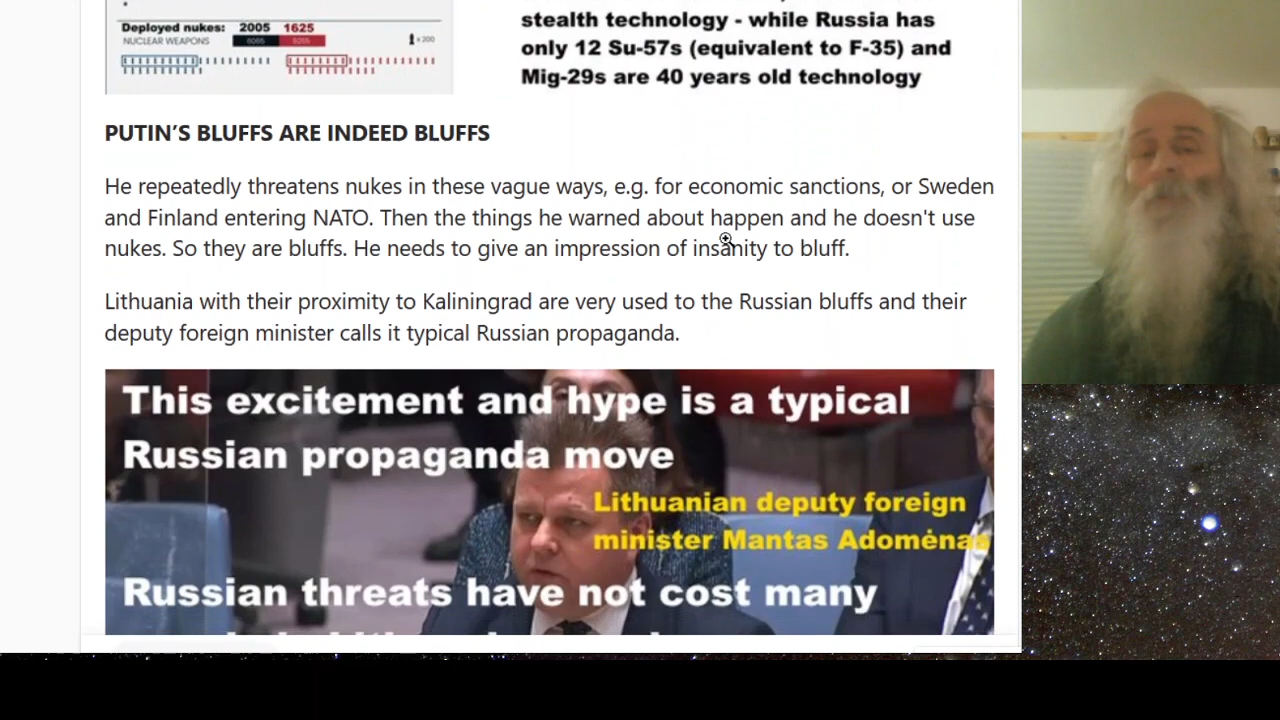 Deployed nukes: 2005 1625
NUCLEAR WEAPONS
x 200
stealth technology - while Russia has
only 12 Su-57s (equivalent to F-35) and
Mig-29s are 40 years old technology
PUTIN’S BLUFFS ARE INDEED BLUFFS
He repeatedly threatens nukes in these vague ways, e.g. for economic sanctions, or Sweden
and Finland entering NATO. Then the things he warned about happen and he doesn't use
nukes. So they are bluffs. He needs to give an impression of insanity to bluff.
Lithuania with their proximity to Kaliningrad are very used to the Russian bluffs and their
deputy foreign minister calls it typical Russian propaganda.
This excitement and hype is a typical
Russian propaganda move
Lithuanian deputy foreign
minister Mantas Adomėnas
Russian threats have not cost many